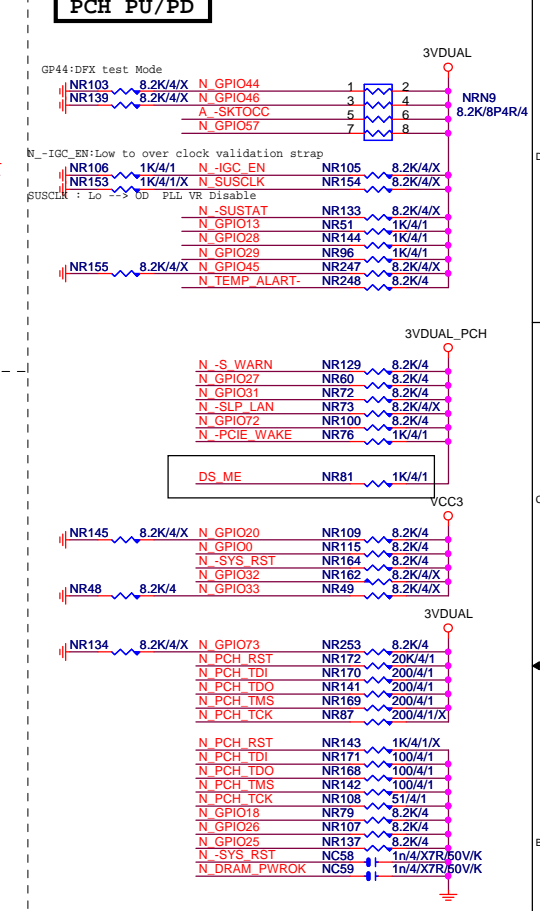 PCH PU/PD
3VDUAL
GP44:DFX test Mode
NR103 8.2K/4/X N_GPIO44 1 2
NR139 8.2K/4/X N_GPIO46 3 4 NRN9
A_-SKTOCC 5 6 8.2K/8P4R/4
N_GPIO57 7 8
N_-IGC_EN:Low to over clock validation strap
NR106 1K/4/1 N_-IGC_EN NR105 8.2K/4/X
NR153 1K/4/1/X N_SUSCLK NR154 8.2K/4/X
SUSCLK : Lo --> OD PLL VR Disable
N_-SUSTAT NR133 8.2K/4/X
N_GPIO13 NR51 1K/4/1
N_GPIO28 NR144 1K/4/1
N_GPIO29 NR96 1K/4/1
NR155 8.2K/4/X N_GPIO45 NR247 8.2K/4/X
N_TEMP_ALART- NR248 8.2K/4
3VDUAL_PCH
N_-S_WARN NR129 8.2K/4
N_GPIO27 NR60 8.2K/4
N_GPIO31 NR72 8.2K/4
N_-SLP_LAN NR73 8.2K/4/X
N_GPIO72 NR100 8.2K/4
N_-PCIE_WAKE NR76 1K/4/1
DS_ME NR81 1K/4/1
VCC3
NR145 8.2K/4/X N_GPIO20 NR109 8.2K/4
N_GPIO0 NR115 8.2K/4
N_-SYS_RST NR164 8.2K/4
N_GPIO32 NR162 8.2K/4/X
NR48 8.2K/4 N_GPIO33 NR49 8.2K/4/X
3VDUAL
NR134 8.2K/4/X N_GPIO73 NR253 8.2K/4
N_PCH_RST NR172 20K/4/1
N_PCH_TDI NR170 200/4/1
N_PCH_TDO NR141 200/4/1
N_PCH_TMS NR169 200/4/1
N_PCH_TCK NR87 200/4/1/X
N_PCH_RST NR143 1K/4/1/X
N_PCH_TDI NR171 100/4/1
N_PCH_TDO NR168 100/4/1
N_PCH_TMS NR142 100/4/1
N_PCH_TCK NR108 51/4/1
N_GPIO18 NR79 8.2K/4
N_GPIO26 NR107 8.2K/4
N_GPIO25 NR137 8.2K/4
N_-SYS_RST NC58 1n/4/X7R/50V/K
N_DRAM_PWROK NC59 1n/4/X7R/50V/K